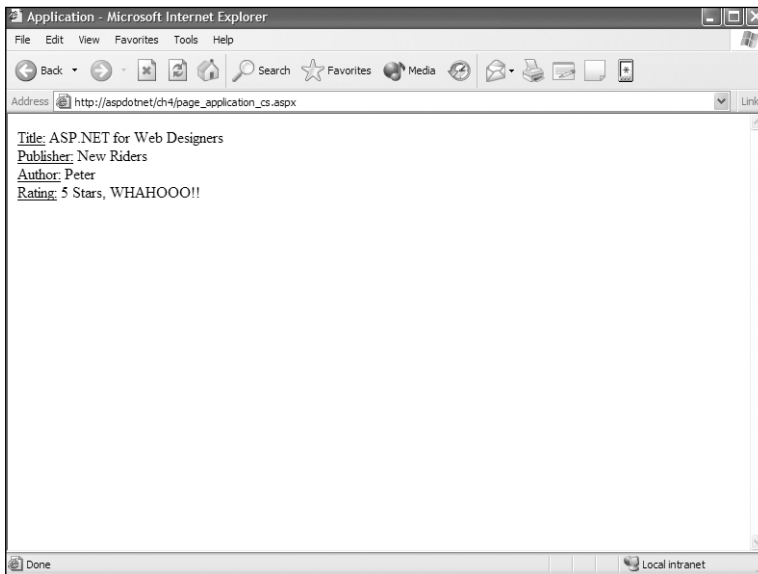 Application - Microsoft Internet Explorer
File Edit View Favorites Tools Help
Back Search Favorites Media
Address http://aspdotnet/ch4/page_application_cs.aspx Link
Title: ASP.NET for Web Designers
Publisher: New Riders
Author: Peter
Rating: 5 Stars, WHAHOOO!!
Done Local intranet